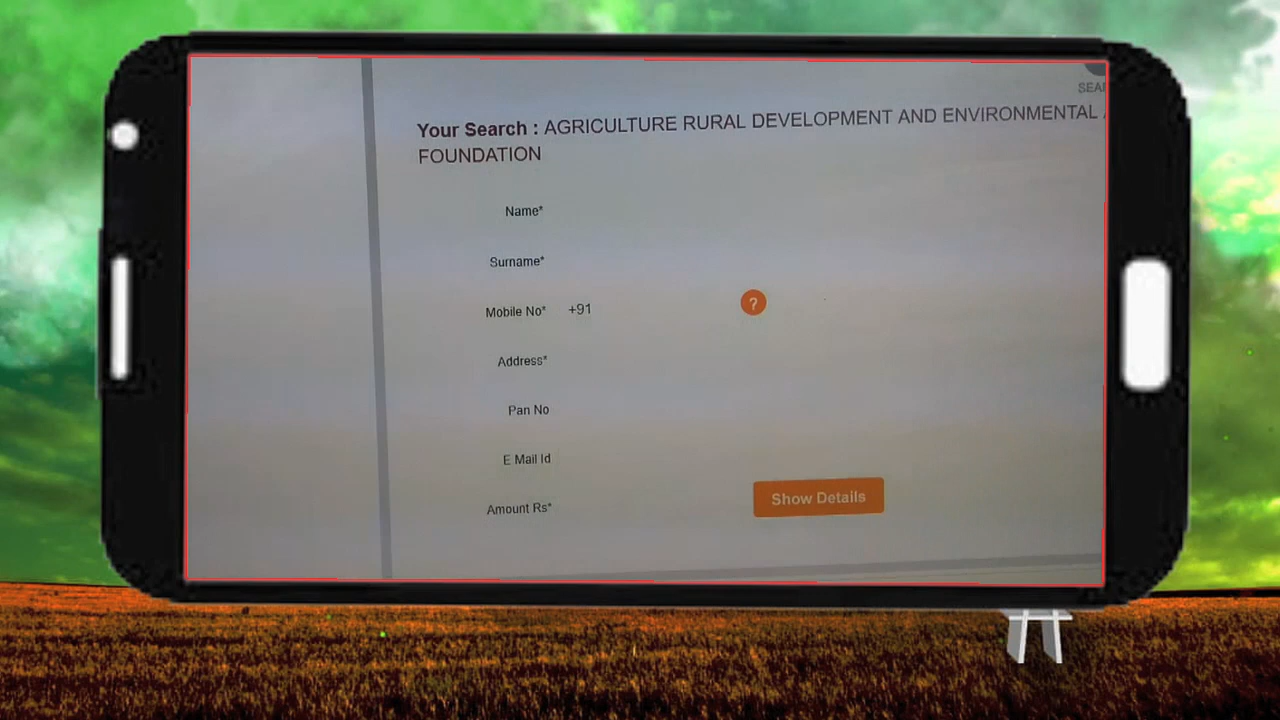 SEAR
Your Search : AGRICULTURE RURAL DEVELOPMENT AND ENVIRONMENTAL
FOUNDATION
Name*
Surname*
Mobile No* +91 ?
Address*
Pan No
E Mail Id
Amount Rs*
Show Details